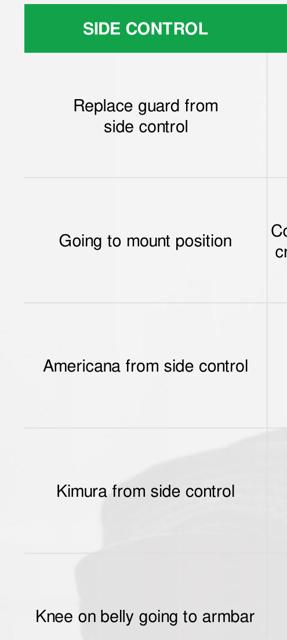 SIDE CONTROL
Replace guard from
side control
Going to mount position
Americana from side control
Kimura from side control
Knee on belly going to armbar